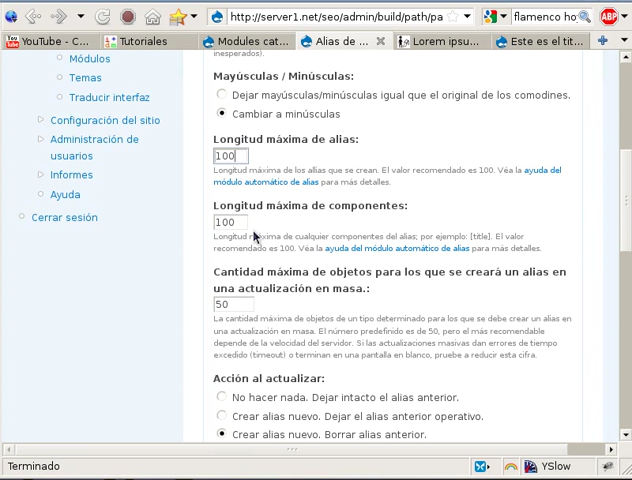 http://server1.net/seo/admin/build/path/pa
flamenco ho
ABP
YouTube - C...
Tutoriales
Modules cat...
Alias de ...
Lorem ipsu...
Este es el tit...
inesperados).
Módulos
Temas
Traducir interfaz
Configuración del sitio
Administración de
usuarios
Informes
Ayuda
Cerrar sesión
Mayúsculas / Minúsculas:
Dejar mayúsculas/minúsculas igual que el original de los comodines.
Cambiar a minúsculas
Longitud máxima de alias:
100
Longitud máxima de los allias que se crean. El valor recomendado es 100. Véa la ayuda del
módulo automático de alias para más detalles.
Longitud máxima de componentes:
100
Longitud máxima de cualquier componentes del alias; por ejemplo: [title]. El valor
recomendado es 100. Véa la ayuda del módulo automático de alias para más detalles.
Cantidad máxima de objetos para los que se creará un alias en
una actualización en masa.:
50
La cantidad máxima de objetos de un tipo determinado para los que se debe crear un alias en
una actualización en masa. El número predefinido es de 50, pero el más recomendable
depende de la velocidad del servidor. Si las actualizaciones masivas dan errores de tiempo
excedido (timeout) o terminan en una pantalla en blanco, pruebe a reducir esta cifra.
Acción al actualizar:
No hacer nada. Dejar intacto el alias anterior.
Crear alias nuevo. Dejar el alias anterior operativo.
Crear alias nuevo. Borrar alias anterior.
Terminado
YSlow